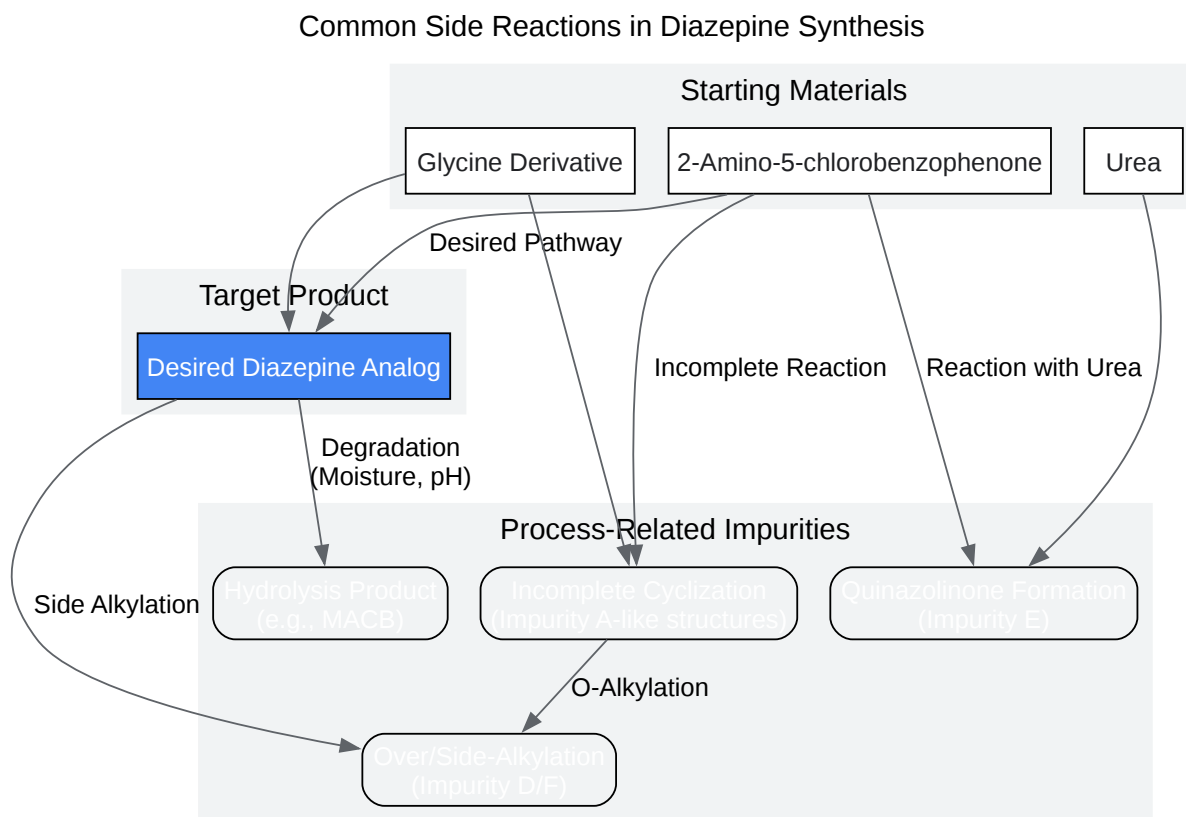 Common Side Reactions in Diazepine Synthesis
Starting Materials
Glycine Derivative
2-Amino-5-chlorobenzophenone
Urea
Desired Pathway
Target Product
Desired Diazepine Analog
Incomplete Reaction
Reaction with Urea
Degradation
(Moisture, pH)
Process-Related Impurities
Hydrolysis Product
(e.g., MACB)
Incomplete Cyclization
(Impurity A-like structures)
Quinazolinone Formation
(Impurity E)
Side Alkylation
O-Alkylation
Over/Side-Alkylation
(Impurity D/F)